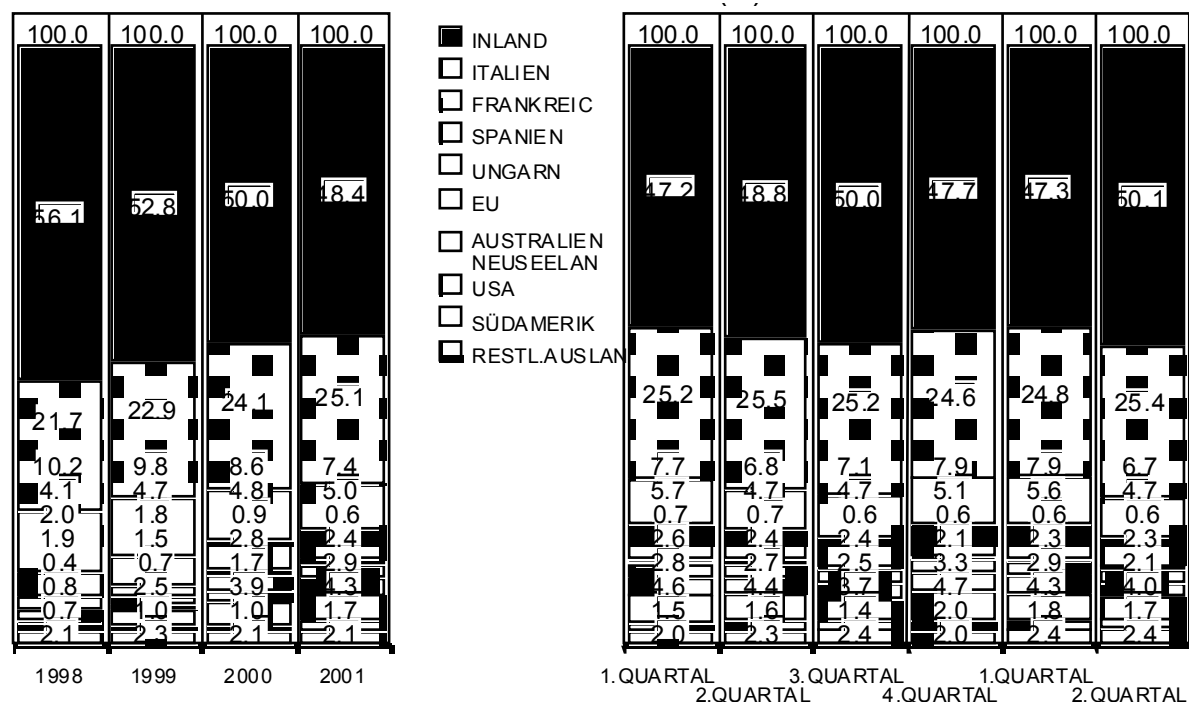 100.0 100.0 100.0 100.0
56.1 52.8 50.0 48.4
21.7 22.9 24.1 25.1
10.2 9.8 8.6 7.4
4.1 4.7 4.8 5.0
2.0 1.8 0.9 0.6
1.9 1.5 2.8 2.4
0.4 0.7 1.7 2.9
0.8 2.5 3.9 4.3
0.7 1.0 1.0 1.7
2.1 2.3 2.1 2.1
1998 1999 2000 2001
INLAND
ITALIEN
FRANKREIC
SPANIEN
UNGARN
EU
AUSTRALIEN
NEUSEELAN
USA
SÜDAMERIK
RESTL.AUSLAN
100.0 100.0 100.0 100.0 100.0 100.0
47.2 48.8 50.0 47.7 47.3 50.1
25.2 25.5 25.2 24.6 24.8 25.4
7.7 6.8 7.1 7.9 7.9 6.7
5.7 4.7 4.7 5.1 5.6 4.7
0.7 0.7 0.6 0.6 0.6 0.6
2.6 2.4 2.4 2.1 2.3 2.3
2.8 2.7 2.5 3.3 2.9 2.1
4.6 4.4 3.7 4.7 4.3 4.0
1.5 1.6 1.4 2.0 1.8 1.7
2.0 2.3 2.4 2.0 2.4 2.4
1.QUARTAL 3.QUARTAL 1.QUARTAL
2.QUARTAL 4.QUARTAL 2.QUARTAL